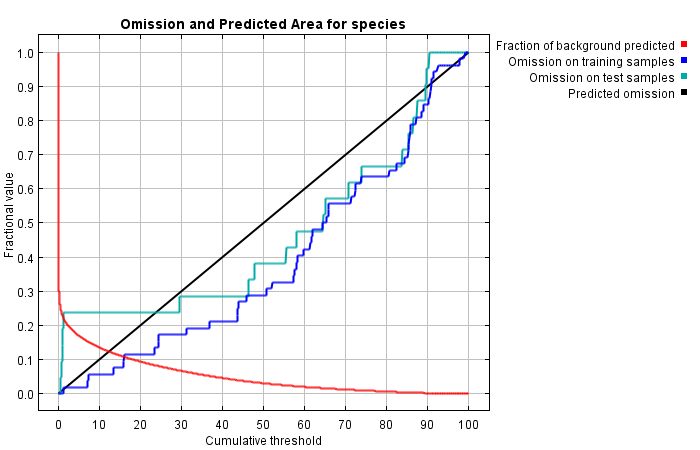 Omission and Predicted Area for species
Fraction of background predicted
Omission on training samples
Omission on test samples
Predicted omission
Fractional value
1.0
0.9
0.8
0.7
0.6
0.5
0.4
0.3
0.2
0.1
0.0
0 10 20 30 40 50 60 70 80 90 100
Cumulative threshold